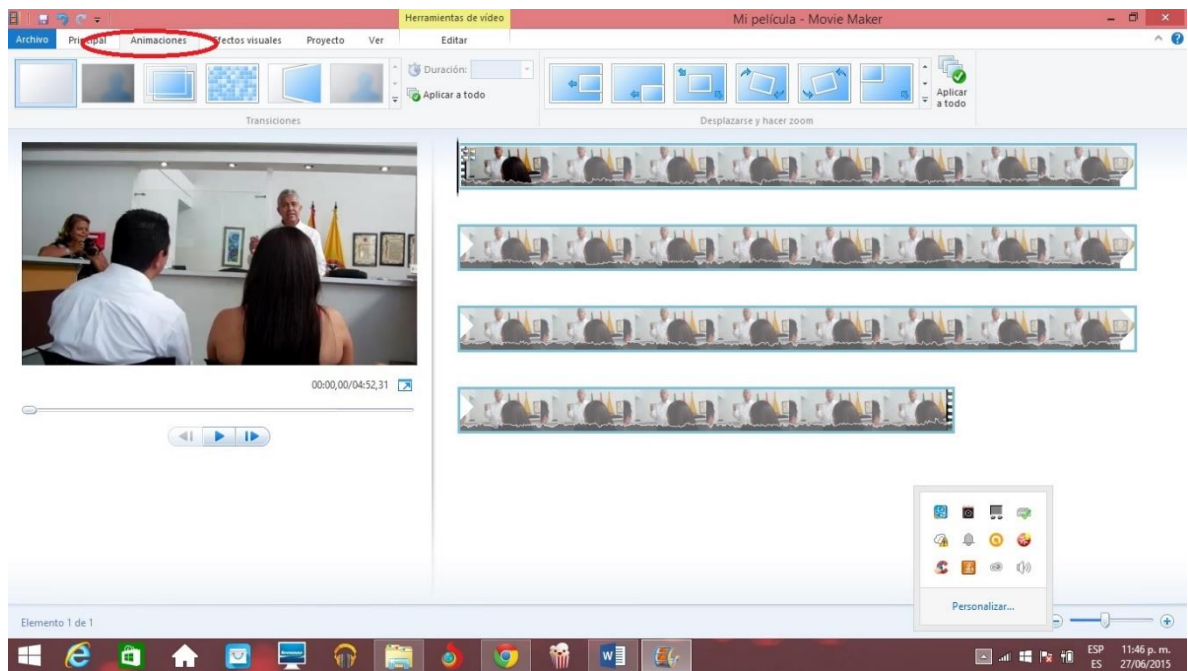 Herramientas de vídeo
Mi película - Movie Maker
Archivo Principal Animaciones Efectos visuales Proyecto Ver Editar
Duración:
Aplicar a todo
Aplicar
a todo
Transiciones
Desplazarse y hacer zoom
00:00,00/04:52,31
Personalizar...
Elemento 1 de 1
ESP 11:46 p. m.
ES 27/06/2015